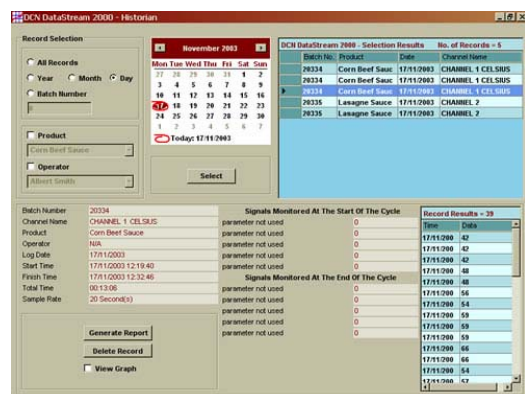 DCN DataStream 2000 - Historian
Record Selection
All Records
Year
Month
Day
Batch Number
Product
Corn Beef Sauce
Operator
Albert Smith
November 2003
Mon Tue Wed Thu Fri Sat Sun
27 28 29 30 31 1 2
3 4 5 6 7 8 9
10 11 12 13 14 15 16
17 18 19 20 21 22 23
24 25 26 27 28 29 30
1 2 3 4 5 6 7
Today: 17/11/2003
Select
DCN DataStream 2000 - Selection Results No. of Records = 5
Batch No. Product Date Channel Name
20334 Corn Beef Sauc 17/11/2003 CHANNEL 1 CELSIUS
20334 Corn Beef Sauc 17/11/2003 CHANNEL 1 CELSIUS
20334 Corn Beef Sauc 17/11/2003 CHANNEL 1 CELSIUS
20335 Lasagne Sauce 17/11/2003 CHANNEL 2
20335 Lasagne Sauce 17/11/2003 CHANNEL 2
Batch Number 20334
Channel Name CHANNEL 1 CELSIUS
Product Corn Beef Sauce
Operator N/A
Log Date 17/11/2003
Start Time 17/11/2003 12:19:40
Finish Time 17/11/2003 12:32:46
Total Time 00:13:06
Sample Rate 20 Second(s)
Generate Report
Delete Record
View Graph
Signals Monitored At The Start Of The Cycle
parameter not used 0
parameter not used 0
parameter not used 0
parameter not used 0
parameter not used 0
Signals Monitored At The End Of The Cycle
parameter not used 0
parameter not used 0
parameter not used 0
parameter not used 0
parameter not used 0
Record Results = 39
Time Data
17/11/200 42
17/11/200 42
17/11/200 42
17/11/200 48
17/11/200 48
17/11/200 56
17/11/200 54
17/11/200 59
17/11/200 59
17/11/200 59
17/11/200 66
17/11/200 66
17/11/200 54
17/11/200 57